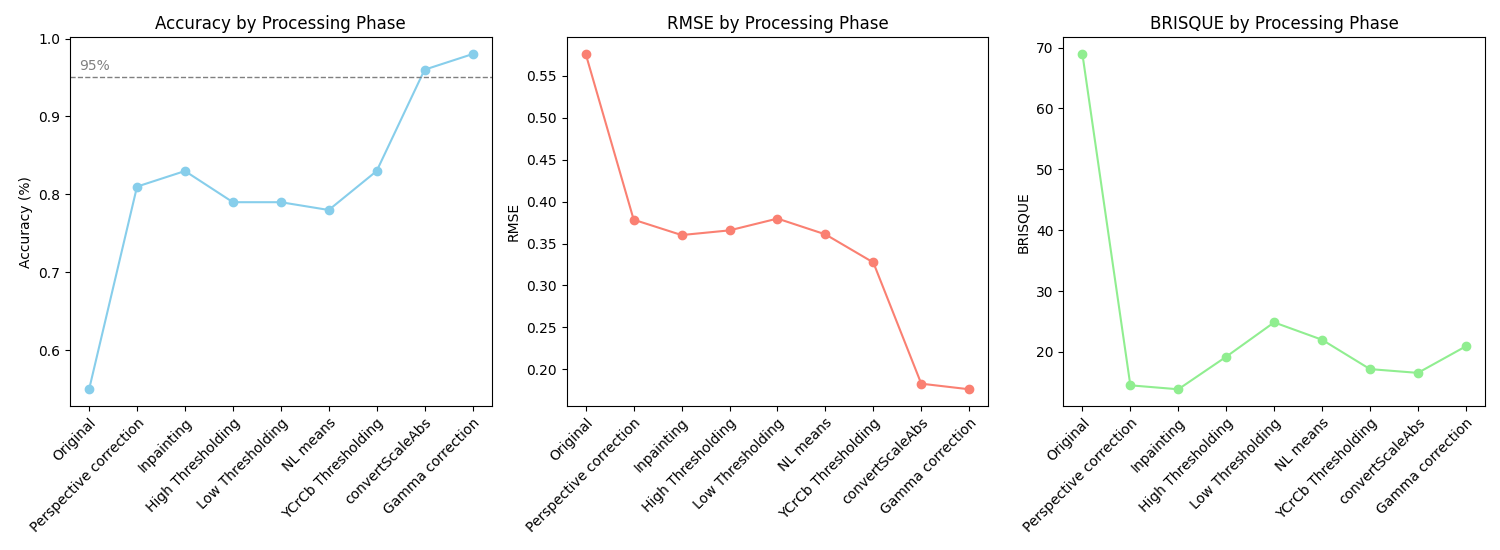 Accuracy by Processing Phase
Accuracy (%)
1.0
0.9
0.8
0.7
0.6
95%
Original
Perspective correction
Inpainting
High Thresholding
Low Thresholding
NL means
YCrCb Thresholding
convertScaleAbs
Gamma correction
RMSE by Processing Phase
RMSE
0.55
0.50
0.45
0.40
0.35
0.30
0.25
0.20
Original
Perspective correction
Inpainting
High Thresholding
Low Thresholding
NL means
YCrCb Thresholding
convertScaleAbs
Gamma correction
BRISQUE by Processing Phase
BRISQUE
70
60
50
40
30
20
Original
Perspective correction
Inpainting
High Thresholding
Low Thresholding
NL means
YCrCb Thresholding
convertScaleAbs
Gamma correction